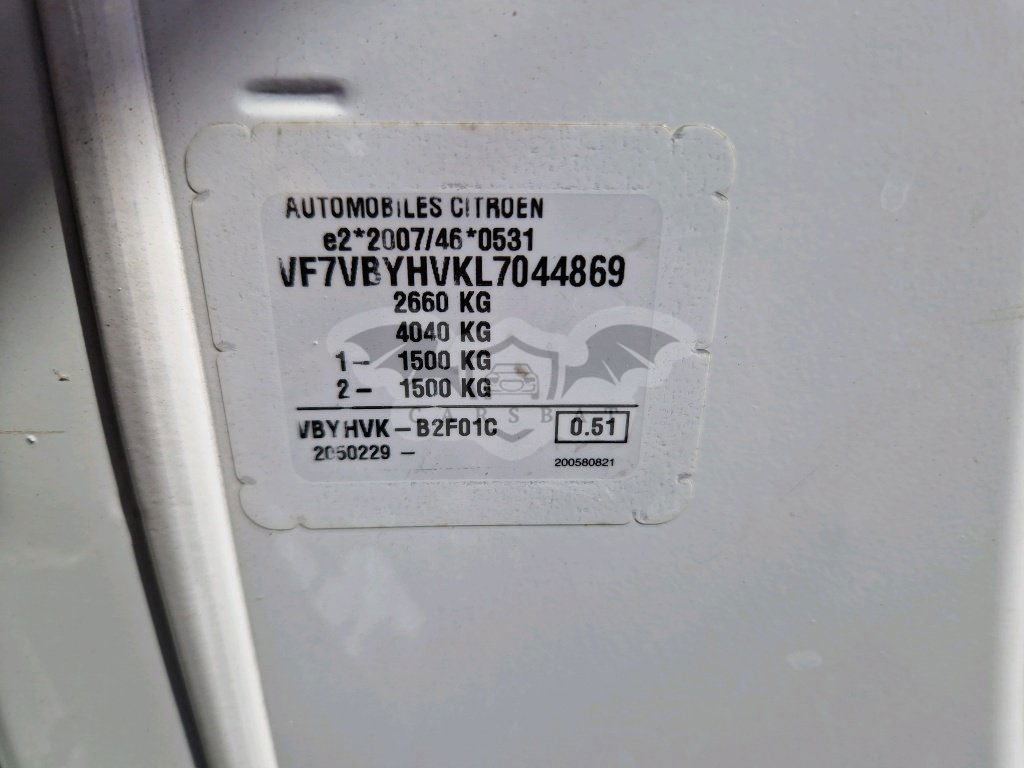 AUTOMOBILES CITROEN
e2*2007/46*0531
VF7VBYHVKL7044869
2660 KG
4040 KG
1- 1500 KG
2- 1500 KG
CARSBAT
VBYHVK-B2F01C 0.51
2050229 -
200580821